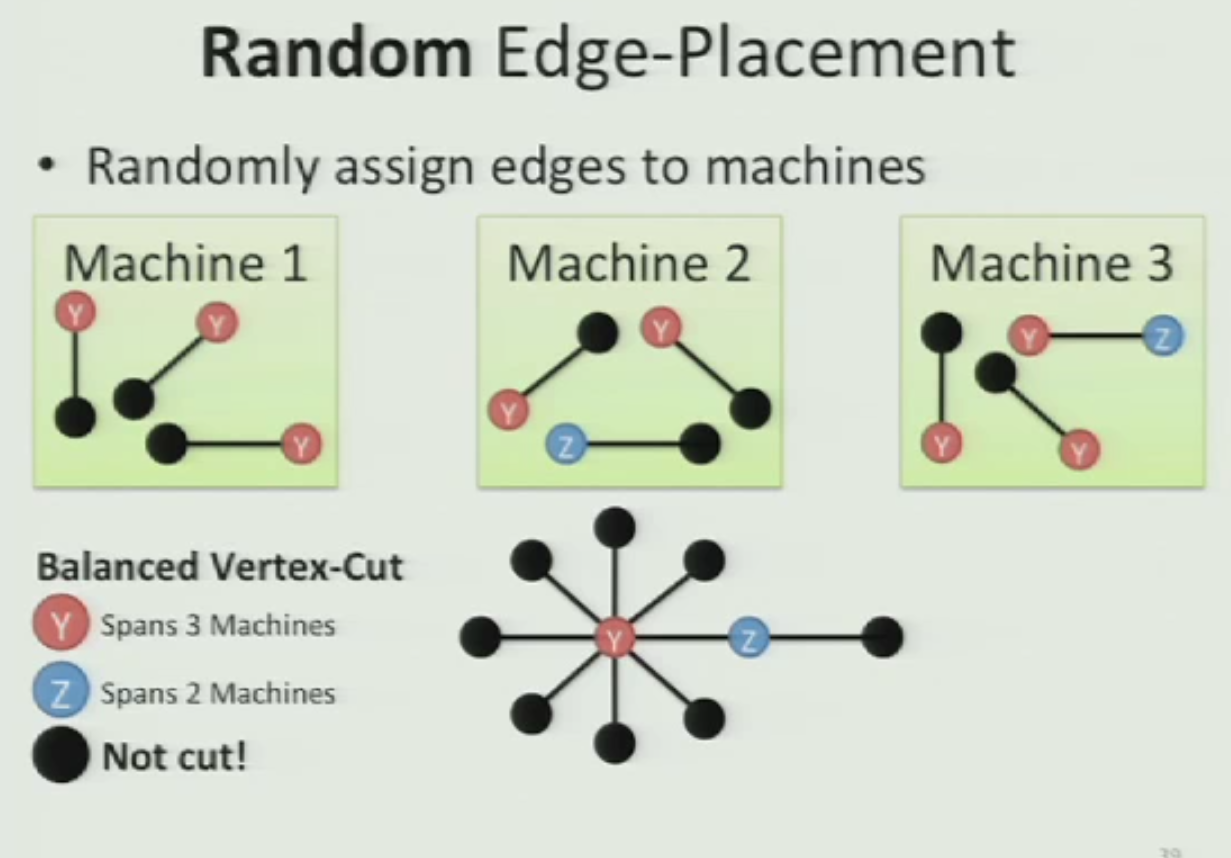 Random Edge-Placement
• Randomly assign edges to machines
Machine 1
Y
Y
Y
Machine 2
Y
Y
Z
Machine 3
Y
Z
Y
Y
Balanced Vertex-Cut
Y Spans 3 Machines
Z Spans 2 Machines
Not cut!
Y
Z
39